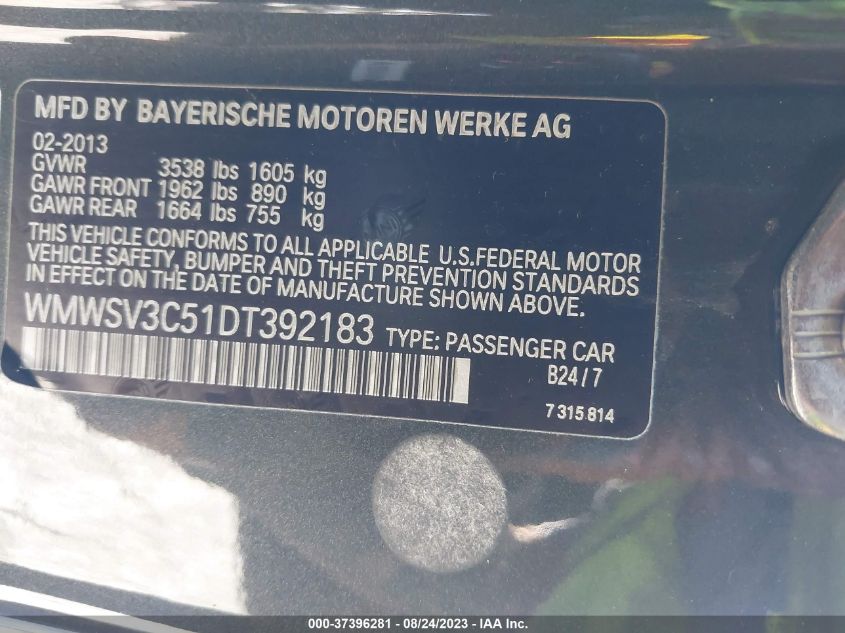 MFD BY BAYERISCHE MOTOREN WERKE AG
02-2013
GVWR 3538 lbs 1605 kg
GAWR FRONT 1962 lbs 890 kg
GAWR REAR 1664 lbs 755 kg
THIS VEHICLE CONFORMS TO ALL APPLICABLE U.S.FEDERAL MOTOR
VEHICLE SAFETY, BUMPER AND THEFT PREVENTION STANDARDS
IN EFFECT ON THE DATE OF MANUFACTURE SHOWN ABOVE.
WMWSV3C51DT392183 TYPE: PASSENGER CAR
B24/7
7 315 814
000-37396281 - 08/24/2023 - IAA Inc.